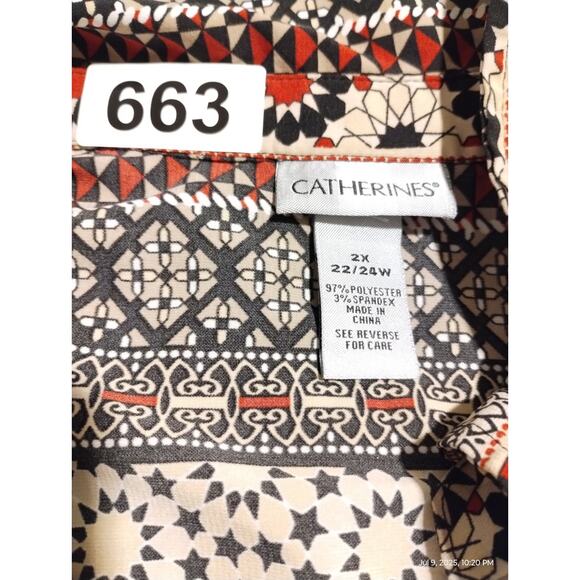 663
CATHERINES®
2X
22/24W
97%POLYESTER
3%SPANDEX
MADE IN
CHINA
SEE REVERSE
FOR CARE
Jul 9, 2025, 10:20 PM